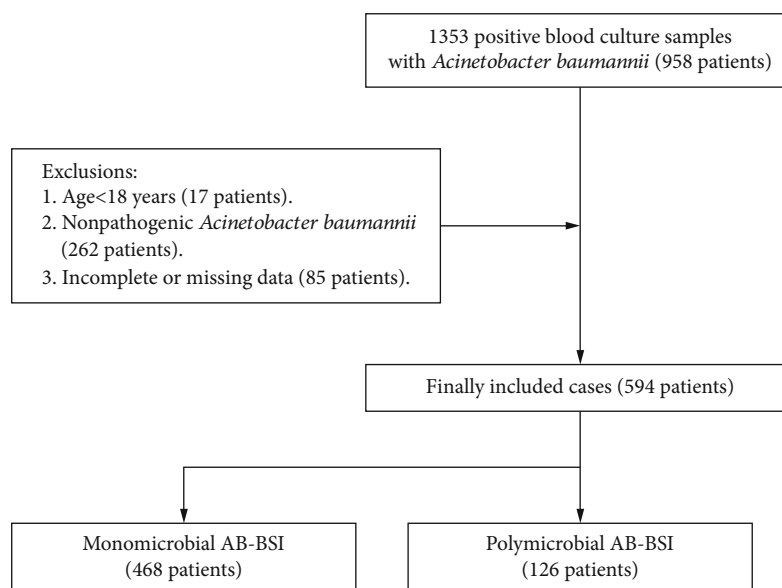 1353 positive blood culture samples
with Acinetobacter baumannii (958 patients)
Exclusions:
1. Age<18 years (17 patients).
2. Nonpathogenic Acinetobacter baumannii
(262 patients).
3. Incomplete or missing data (85 patients).
Finally included cases (594 patients)
Monomicrobial AB-BSI
(468 patients)
Polymicrobial AB-BSI
(126 patients)